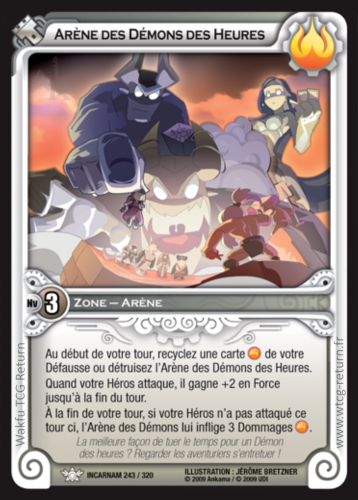 ARÈNE DES DÉMONS DES HEURES
Nv 3 ZONE – ARÈNE
Au début de votre tour, recyclez une carte de votre
Défausse ou détruisez l'Arène des Démons des Heures.
Quand votre Héros attaque, il gagne +2 en Force
jusqu'à la fin du tour.
À la fin de votre tour, si votre Héros n'a pas attaqué ce
tour ci, l'Arène des Démons lui inflige 3 Dommages .
La meilleure façon de tuer le temps pour un Démon
des heures ? Regarder les aventuriers s'entretuer !
INCARNAM 243 / 320
ILLUSTRATION : JÉRÔME BRETZNER
© 2009 Ankama / © 2009 UDI
Wakfu TCG Return
www.wtcg-return.fr